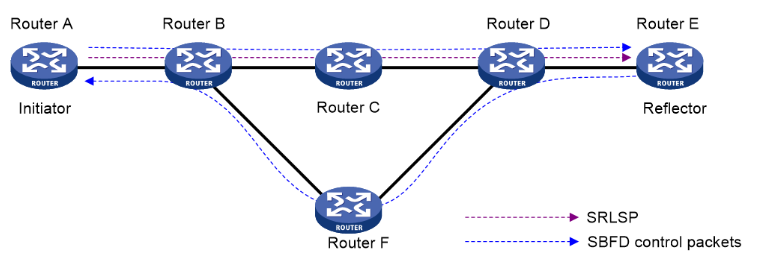 Router A
Router B
Router D
Router E
ROUTER
ROUTER
ROUTER
ROUTER
ROUTER
Initiator
Router C
Reflector
ROUTER
Router F
SRLSP
SBFD control packets